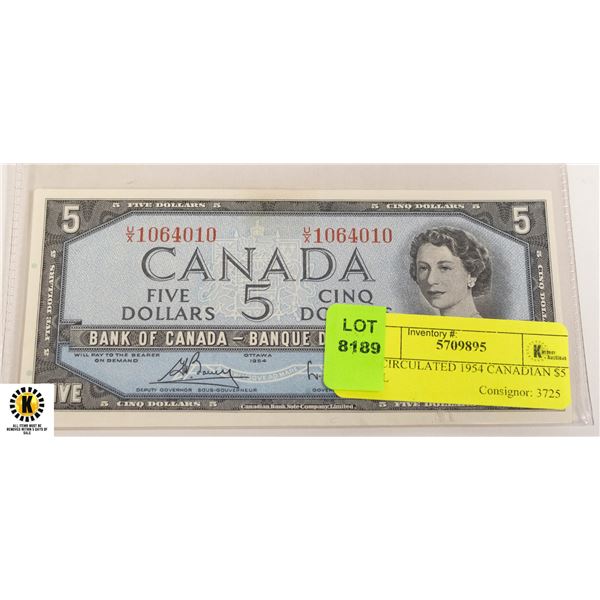 5 FIVE DOLLARS 5 5 CINQ DOLLARS 5
5 5
U/X 1064010 U/X 1064010
CANADA
FIVE 5 CINQ
DOLLARS
BANK OF CANADA – BANQUE D
WILL PAY TO THE BEARER
ON DEMAND
OTTAWA
1954
DEPUTY GOVERNOR SOUS-GOUVERNEUR
5 CINQ DOLLARS 5
Canadian Bank Note Company, Limited
LOT
8189
Inventory #:
5709895
CIRCULATED 1954 CANADIAN $5
Consignor: 3725
K
ALL ITEMS MUST BE
REMOVED WITHIN 5 DAYS OF
SALE